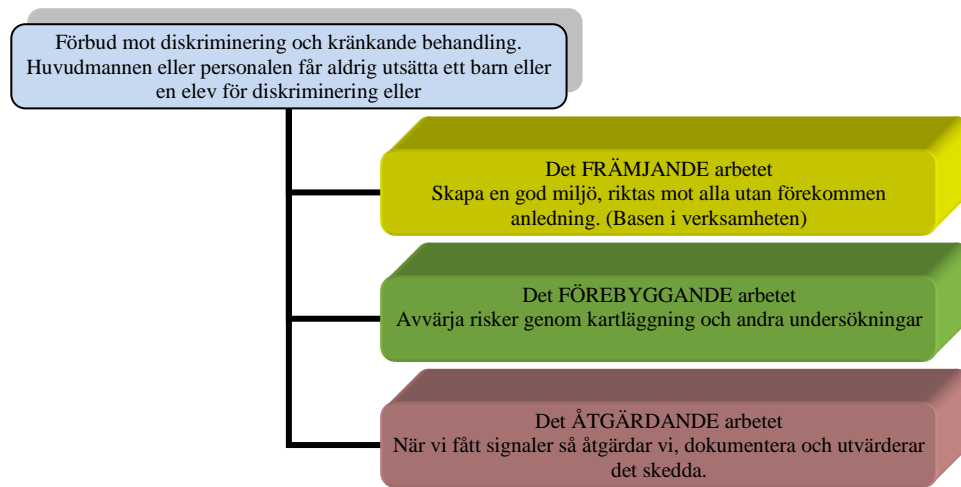 Förbud mot diskriminering och kränkande behandling.
Huvudmannen eller personalen får aldrig utsätta ett barn eller
en elev för diskriminering eller
Det FRÄMJANDE arbetet
Skapa en god miljö, riktas mot alla utan förekommen
anledning. (Basen i verksamheten)
Det FÖREBYGGANDE arbetet
Avvärja risker genom kartläggning och andra undersökningar
Det ÅTGÄRDANDE arbetet
När vi fått signaler så åtgärdar vi, dokumentera och utvärderar
det skedda.